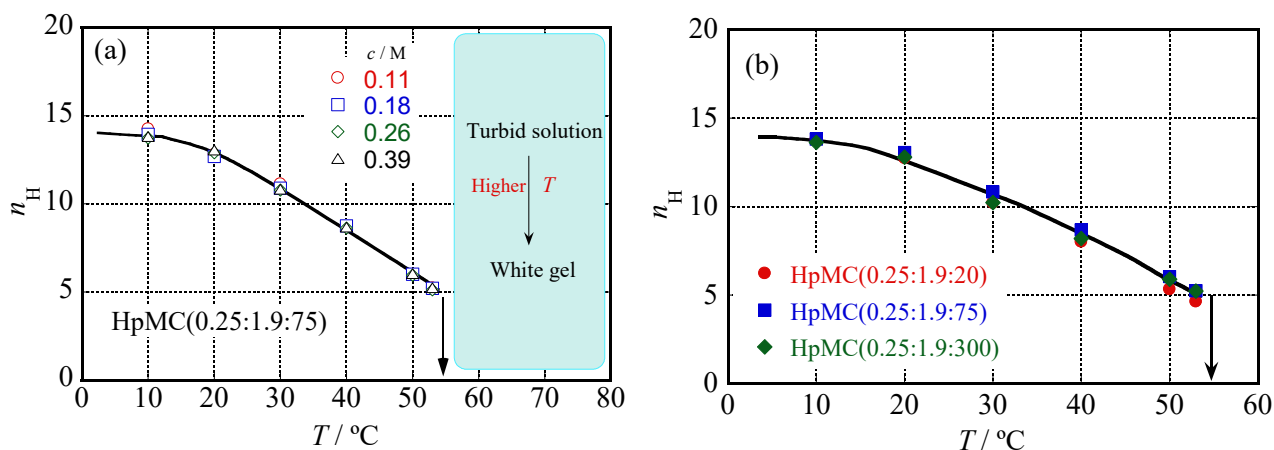 (a)
c / M
0.11
0.18
0.26
0.39
Turbid solution
Higher T
White gel
HpMC(0.25:1.9:75)
20
15
10
5
0
n_H
0 10 20 30 40 50 60 70 80
T / ºC
(b)
HpMC(0.25:1.9:20)
HpMC(0.25:1.9:75)
HpMC(0.25:1.9:300)
20
15
10
5
0
n_H
0 10 20 30 40 50 60
T / ºC